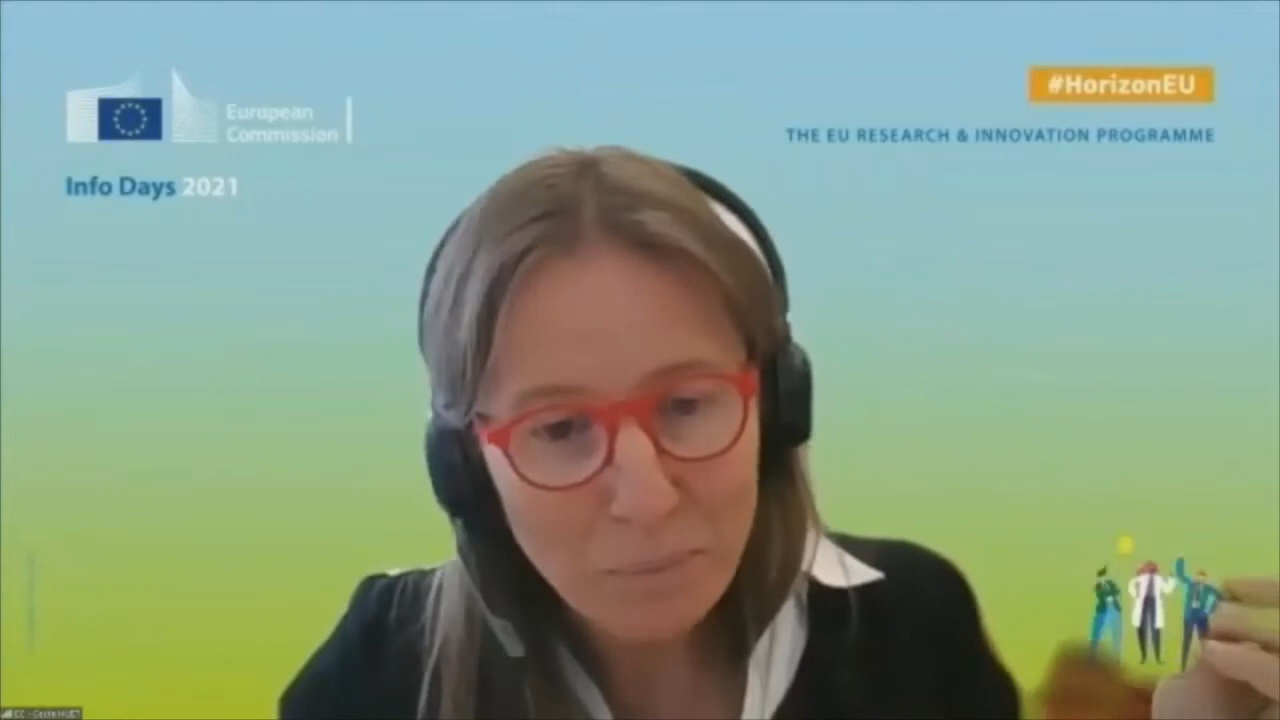 #HorizonEU
European
Commission
THE EU RESEARCH & INNOVATION PROGRAMME
Info Days 2021